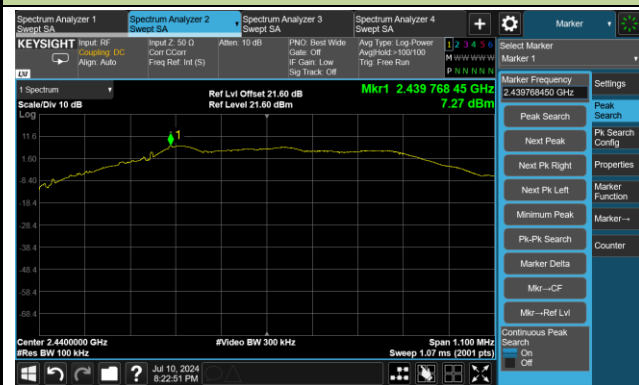 Spectrum Analyzer 1
Swept SA
Spectrum Analyzer 2
Swept SA
Spectrum Analyzer 3
Swept SA
Spectrum Analyzer 4
Swept SA
+
Marker
KEYSIGHT
Input: RF
Coupling: DC
Align: Auto
Input Z: 50 Ω
Corr CCorr
Freq Ref: Int (S)
Atten: 10 dB
PNO: Best Wide
Gate: Off
IF Gain: Low
Sig Track: Off
Avg Type: Log-Power
Avg|Hold:>100/100
Trig: Free Run
1 2 3 4 5 6
M W W W W W
P N N N N N
LXI
Select Marker
Marker 1
1 Spectrum
Scale/Div 10 dB
Log
Ref Lvl Offset 21.60 dB
Ref Level 21.60 dBm
Mkr1 2.439 768 45 GHz
7.27 dBm
1
11.6
1.60
-8.40
-18.4
-28.4
-38.4
-48.4
-58.4
-68.4
Center 2.4400000 GHz
#Res BW 100 kHz
#Video BW 300 kHz
Span 1.100 MHz
Sweep 1.07 ms (2001 pts)
Marker Frequency
2.439768450 GHz
Peak Search
Next Peak
Next Pk Right
Next Pk Left
Minimum Peak
Pk-Pk Search
Marker Delta
Mkr→CF
Mkr→Ref Lvl
Continuous Peak
Search
On
Off
Settings
Peak
Search
Pk Search
Config
Properties
Marker
Function
Marker→
Counter
?
Jul 10, 2024
8:22:51 PM